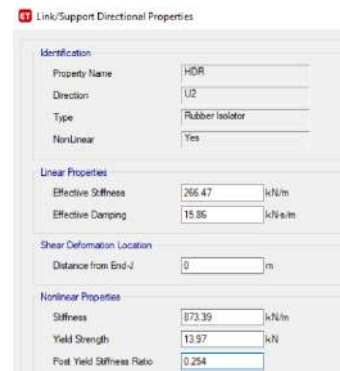 ET Link/Support Directional Properties
Identification
Property Name HDR
Direction U2
Type Rubber Isolator
NonLinear Yes
Linear Properties
Effective Stiffness 266.47 kN/m
Effective Damping 15.86 kN-s/m
Shear Deformation Location
Distance from End-J 0 m
Nonlinear Properties
Stiffness 873.39 kN/m
Yield Strength 13.97 kN
Post Yield Stiffness Ratio 0.254